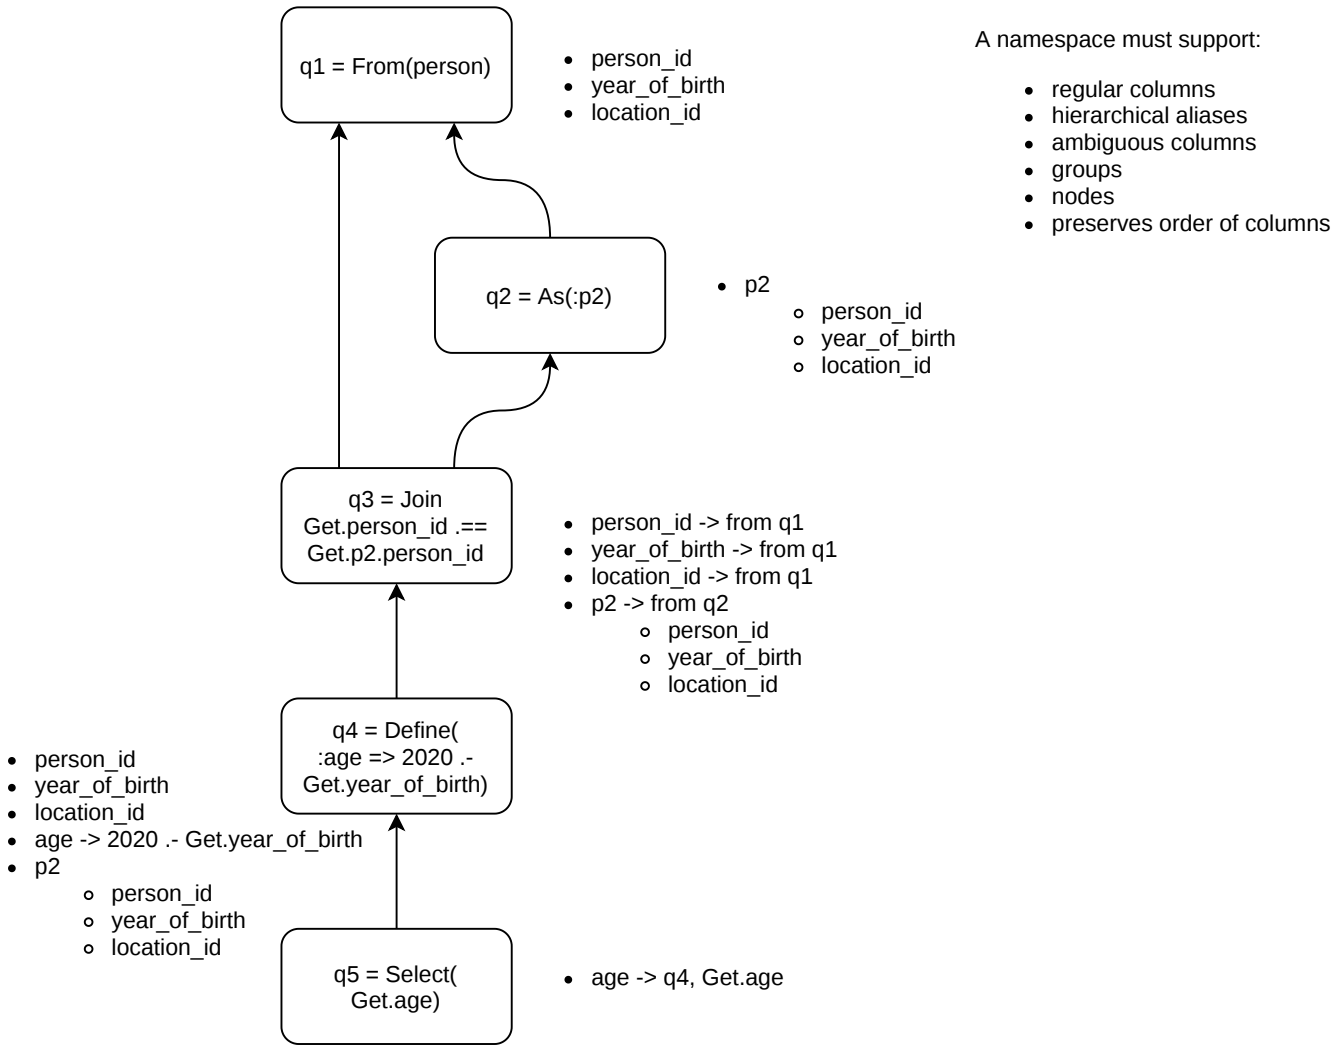 q1 = From(person)
person_id
year_of_birth
location_id
A namespace must support:
regular columns
hierarchical aliases
ambiguous columns
groups
nodes
preserves order of columns
q2 = As(:p2)
p2
person_id
year_of_birth
location_id
q3 = Join
Get.person_id .==
Get.p2.person_id
person_id -> from q1
year_of_birth -> from q1
location_id -> from q1
p2 -> from q2
person_id
year_of_birth
location_id
q4 = Define(
:age => 2020 .-
Get.year_of_birth)
person_id
year_of_birth
location_id
age -> 2020 .- Get.year_of_birth
p2
person_id
year_of_birth
location_id
q5 = Select(
Get.age)
age -> q4, Get.age